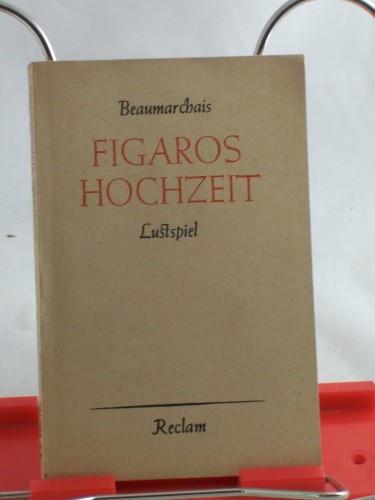 Beaumarchais
FIGAROS
HOCHZEIT
Lustspiel
Reclam